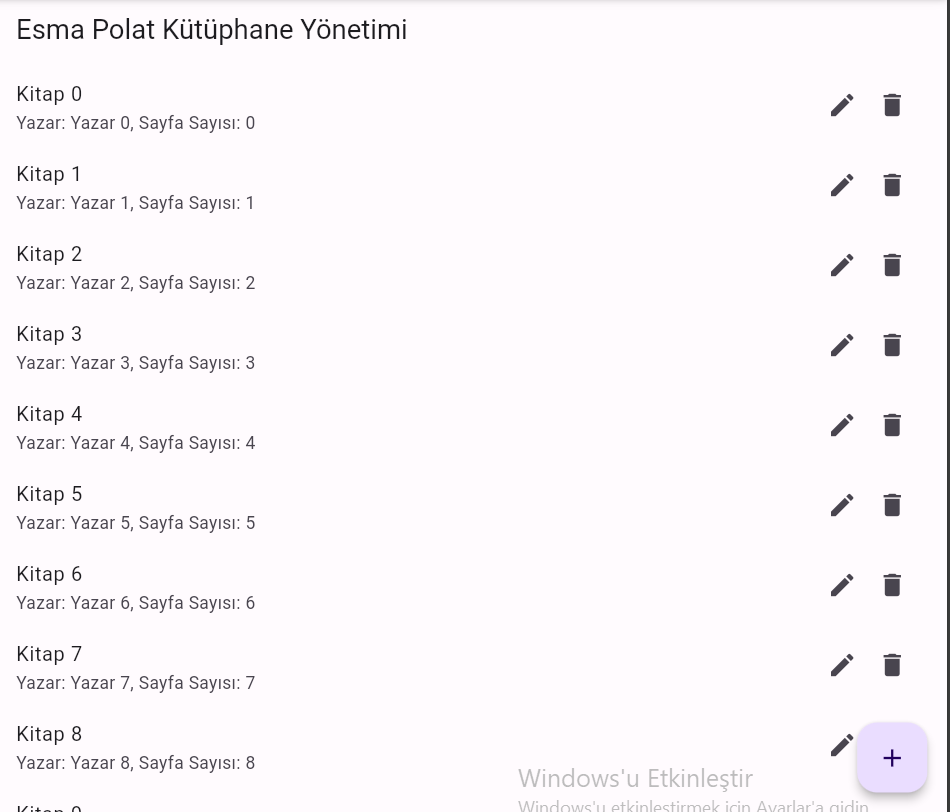 Esma Polat Kütüphane Yönetimi
Kitap 0
Yazar: Yazar 0, Sayfa Sayısı: 0
Kitap 1
Yazar: Yazar 1, Sayfa Sayısı: 1
Kitap 2
Yazar: Yazar 2, Sayfa Sayısı: 2
Kitap 3
Yazar: Yazar 3, Sayfa Sayısı: 3
Kitap 4
Yazar: Yazar 4, Sayfa Sayısı: 4
Kitap 5
Yazar: Yazar 5, Sayfa Sayısı: 5
Kitap 6
Yazar: Yazar 6, Sayfa Sayısı: 6
Kitap 7
Yazar: Yazar 7, Sayfa Sayısı: 7
Kitap 8
Yazar: Yazar 8, Sayfa Sayısı: 8
Windows'u Etkinleştir
Windows'u etkinleştirmek için Ayarlar'a gidin
Kitap 9